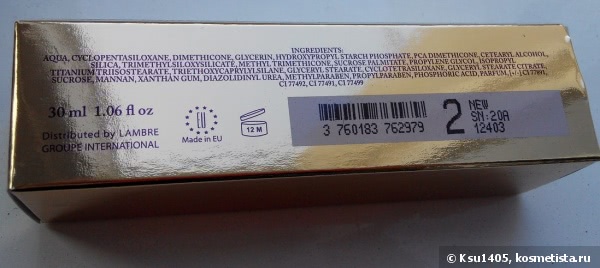 INGREDIENTS:
AQUA, CYCLOPENTASILOXANE, DIMETHICONE, GLYCERIN, HYDROXYPROPYL STARCH PHOSPHATE, PCA DIMETHICONE, CETEARYL ALCOHOL,
SILICA, TRIMETHYLSILOXYSILICATE, METHYL TRIMETHICONE, SUCROSE PALMITATE, PROPYLENE GLYCOL, ISOPROPYL
TITANIUM TRIISOSTEARATE, TRIETHOXYCAPRYLYLSILANE, GLYCERYL STEARATE, CYCLOTETRASILOXANE, GLYCERYL STEARATE CITRATE,
SUCROSE, MANNAN, XANTHAN GUM, DIAZOLIDINYL UREA, METHYLPARABEN, PROPYLPARABEN, PHOSPHORIC ACID, PARFUM, [+/-] CI 77891,
CI 77492, CI 77491, CI 77499
30 ml 1.06 fl oz
Distributed by LAMBRE
GROUPE INTERNATIONAL
EU
Made in EU
12 M
3 760183 762979
2
NEW
SN:20A
12403
© Ksu1405, kosmetista.ru